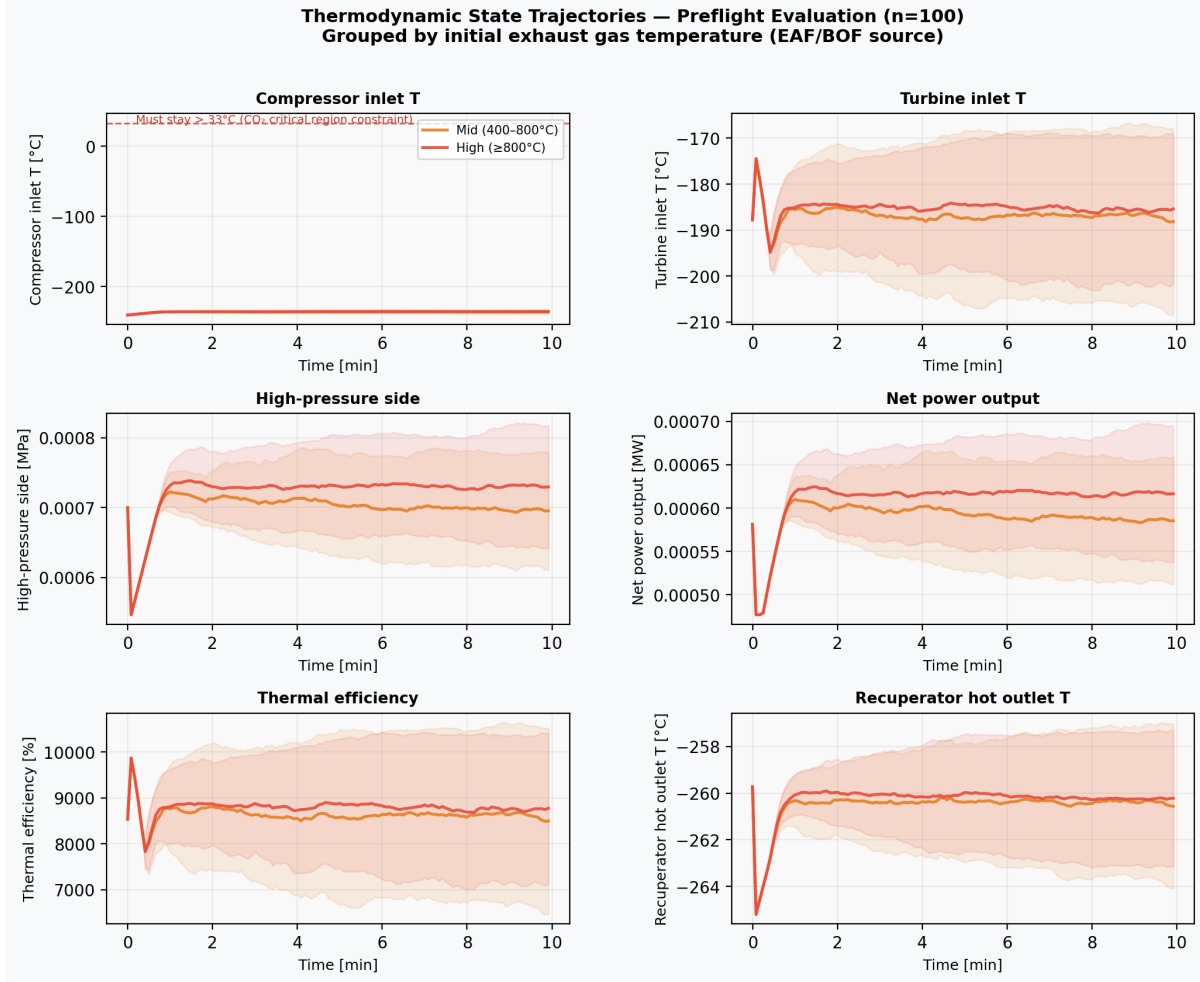 Thermodynamic State Trajectories — Preflight Evaluation (n=100)
Grouped by initial exhaust gas temperature (EAF/BOF source)
Compressor inlet T
Must stay > 33°C (CO₂ critical region constraint)
Mid (400–800°C)
High (≥800°C)
Compressor inlet T [°C]
0
−100
−200
0 2 4 6 8 10
Time [min]
Turbine inlet T
Turbine inlet T [°C]
−170
−180
−190
−200
−210
0 2 4 6 8 10
Time [min]
High-pressure side
High-pressure side [MPa]
0.0008
0.0007
0.0006
0 2 4 6 8 10
Time [min]
Net power output
Net power output [MW]
0.00070
0.00065
0.00060
0.00055
0.00050
0 2 4 6 8 10
Time [min]
Thermal efficiency
Thermal efficiency [%]
10000
9000
8000
7000
0 2 4 6 8 10
Time [min]
Recuperator hot outlet T
Recuperator hot outlet T [°C]
−258
−260
−262
−264
0 2 4 6 8 10
Time [min]